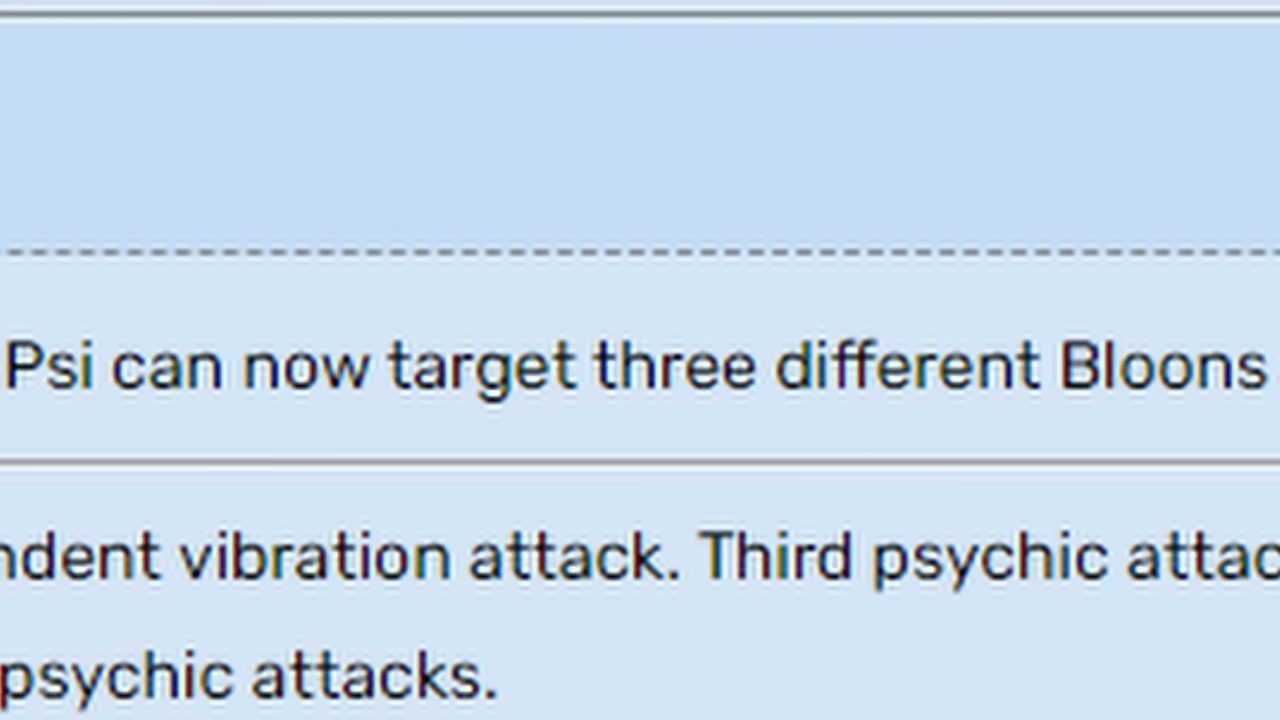 Psi can now target three different Bloons
ndent vibration attack. Third psychic attac
psychic attacks.